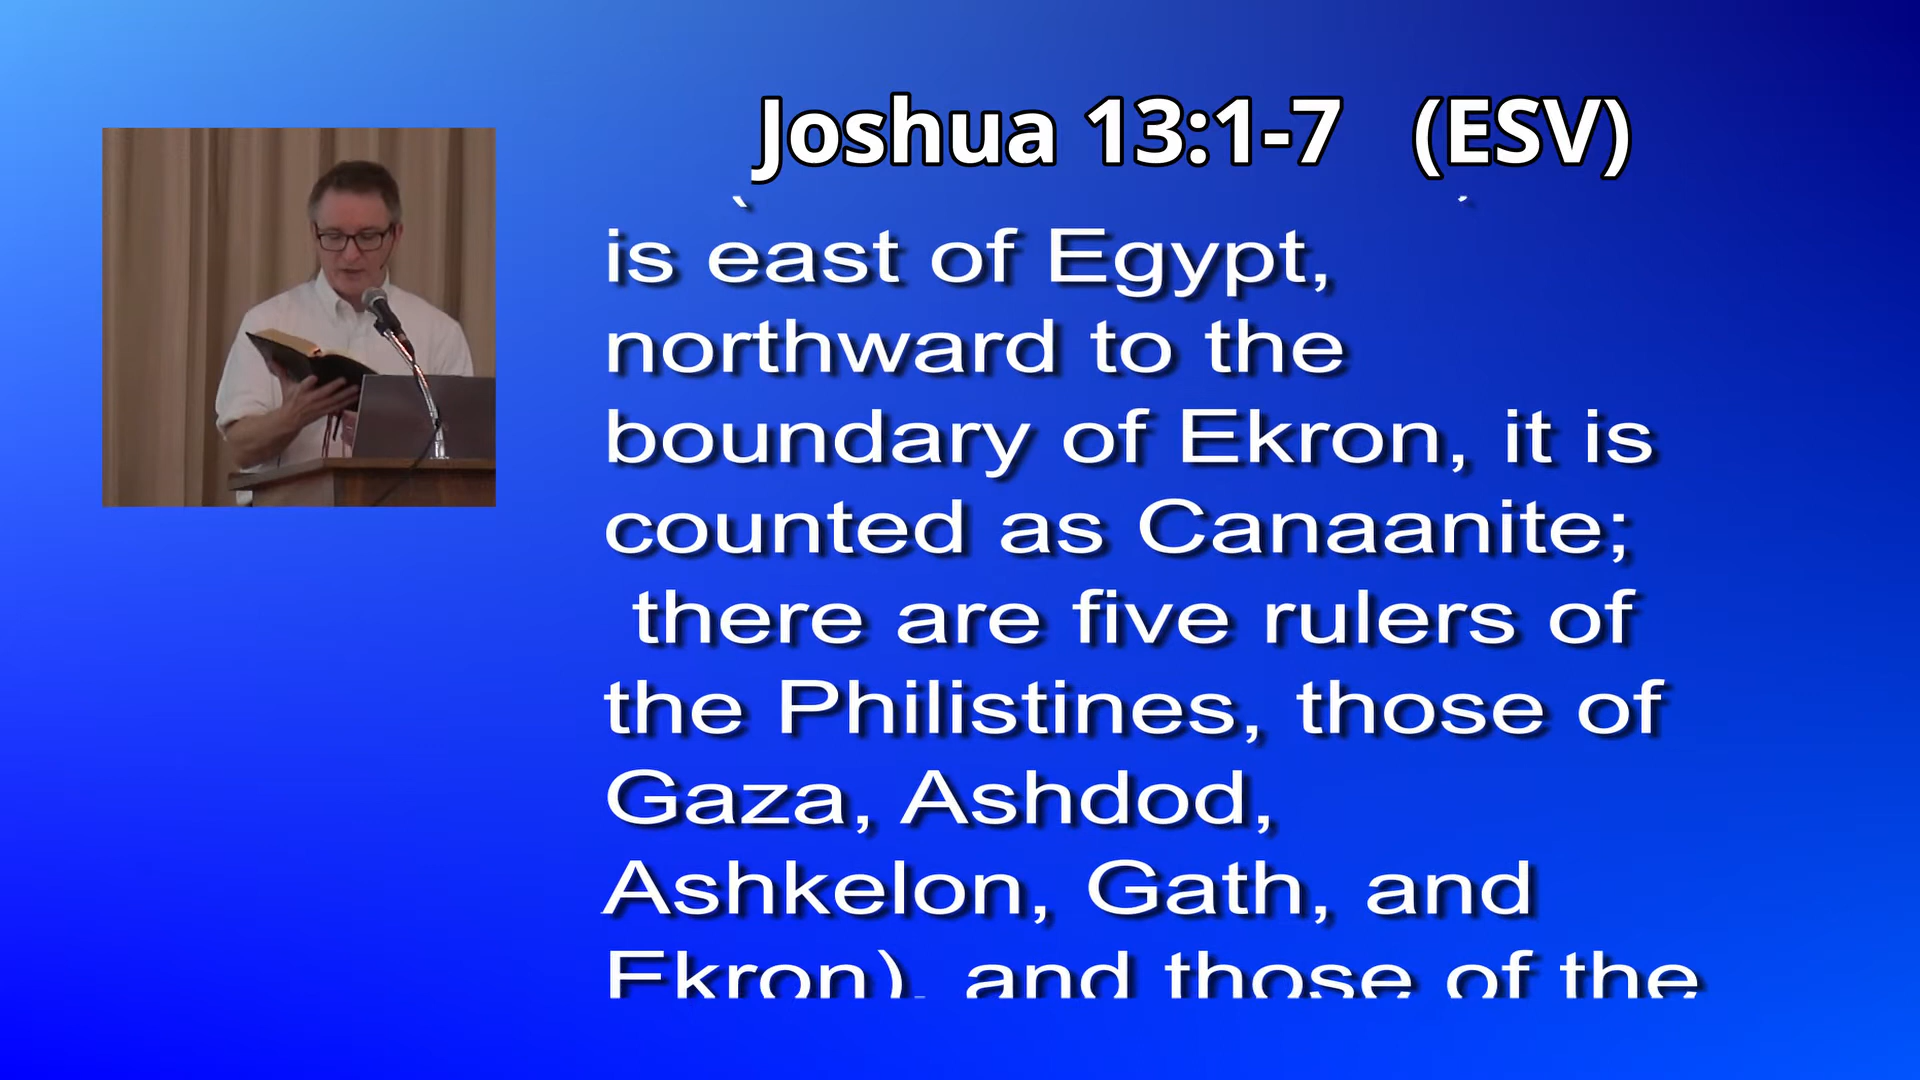 Joshua 13:1-7 (ESV)
is east of Egypt,
northward to the
boundary of Ekron, it is
counted as Canaanite;
there are five rulers of
the Philistines, those of
Gaza, Ashdod,
Ashkelon, Gath, and
Ekron), and those of the